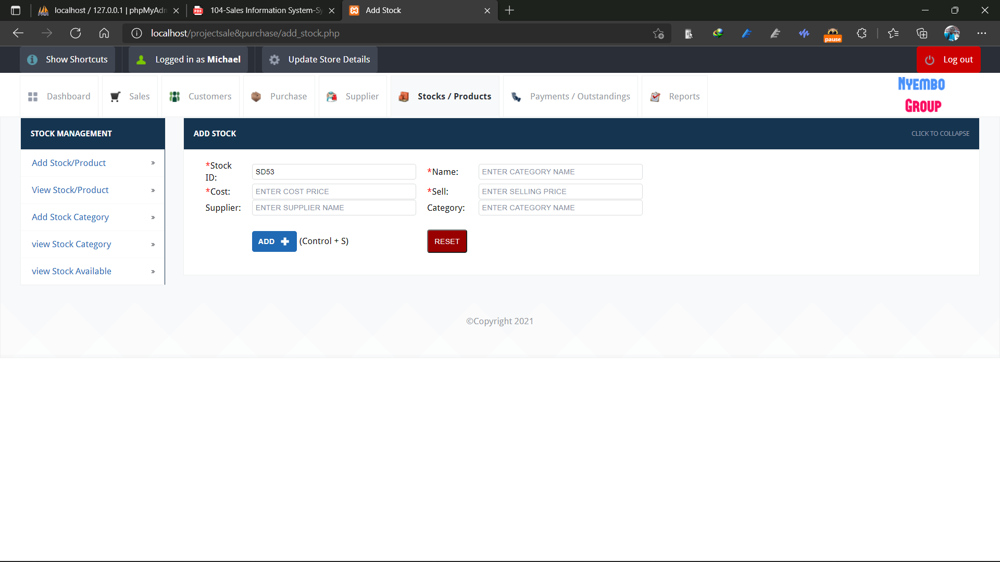 localhost / 127.0.0.1 | phpMyAdm
104-Sales Information System-Sy
Add Stock
localhost/projectsale&purchase/add_stock.php
pause
Show Shortcuts
Logged in as Michael
Update Store Details
Log out
Dashboard
Sales
Customers
Purchase
Supplier
Stocks / Products
Payments / Outstandings
Reports
Nyembo
Group
STOCK MANAGEMENT
Add Stock/Product »
View Stock/Product »
Add Stock Category »
view Stock Category »
view Stock Available »
ADD STOCK
CLICK TO COLLAPSE
*Stock ID: SD53 *Name: ENTER CATEGORY NAME
*Cost: ENTER COST PRICE *Sell: ENTER SELLING PRICE
Supplier: ENTER SUPPLIER NAME Category: ENTER CATEGORY NAME
ADD (Control + S) RESET
©Copyright 2021